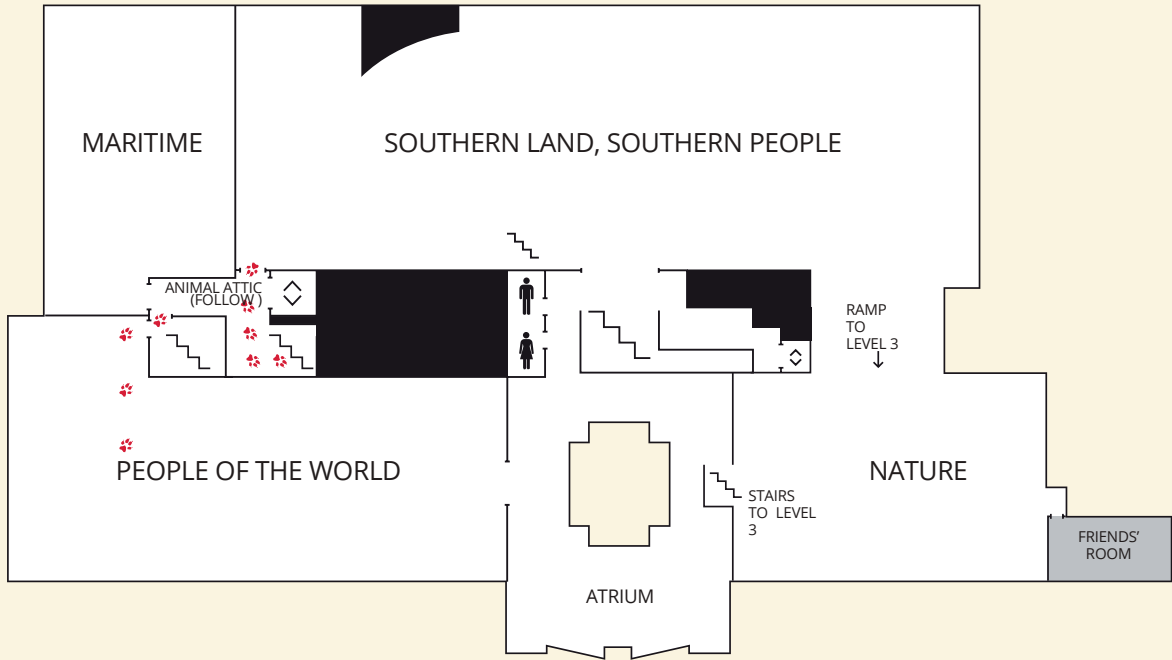 MARITIME
SOUTHERN LAND, SOUTHERN PEOPLE
ANIMAL ATTIC
(FOLLOW )
RAMP
TO
LEVEL 3
PEOPLE OF THE WORLD
NATURE
STAIRS
TO LEVEL
3
FRIENDS'
ROOM
ATRIUM